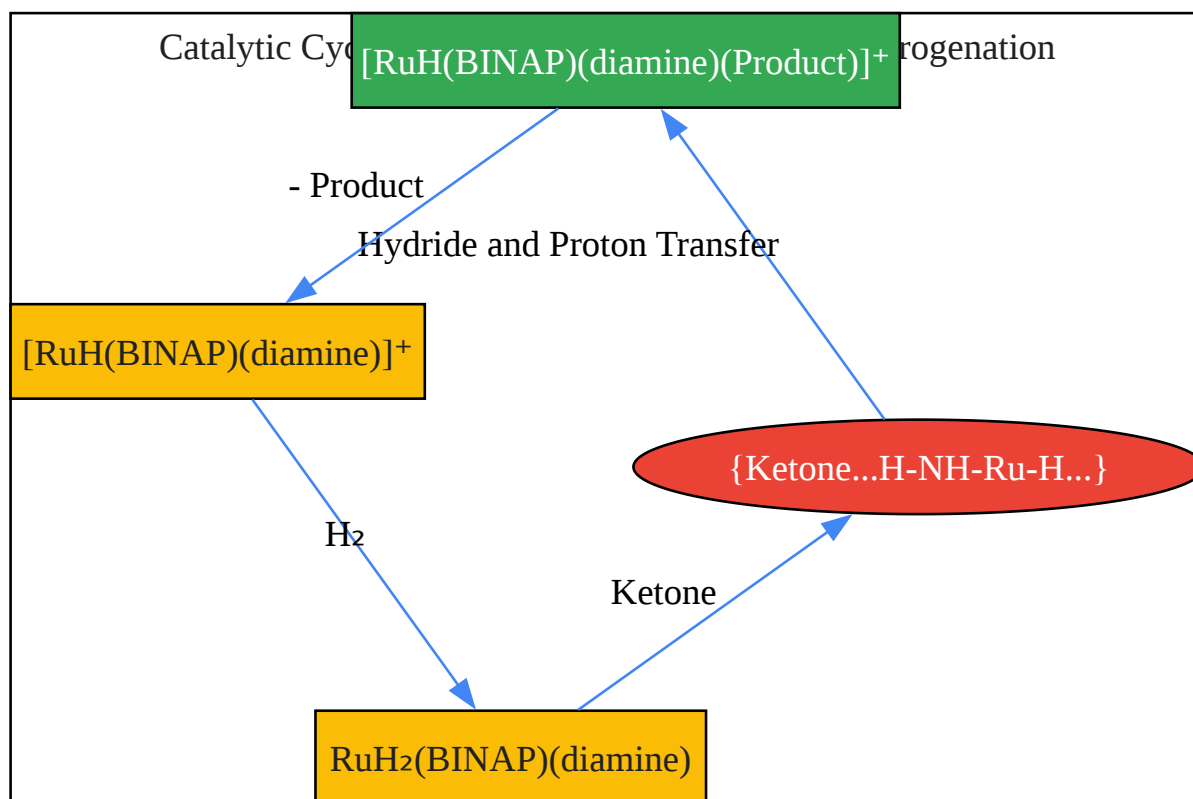 Catalytic Cyc
rogenation
[RuH(BINAP)(diamine)(Product)]⁺
- Product
Hydride and Proton Transfer
[RuH(BINAP)(diamine)]⁺
{Ketone...H-NH-Ru-H...}
H₂
Ketone
RuH₂(BINAP)(diamine)